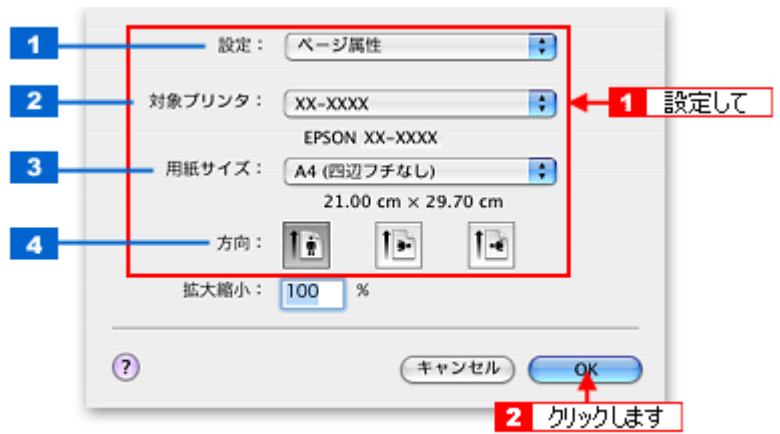 1 設定： ページ属性
2 対象プリンタ： XX-XXXX 1 設定して
EPSON XX-XXXX
3 用紙サイズ： A4 (四辺フチなし)
21.00 cm × 29.70 cm
4 方向：
拡大縮小： 100 %
? キャンセル OK
2 クリックします